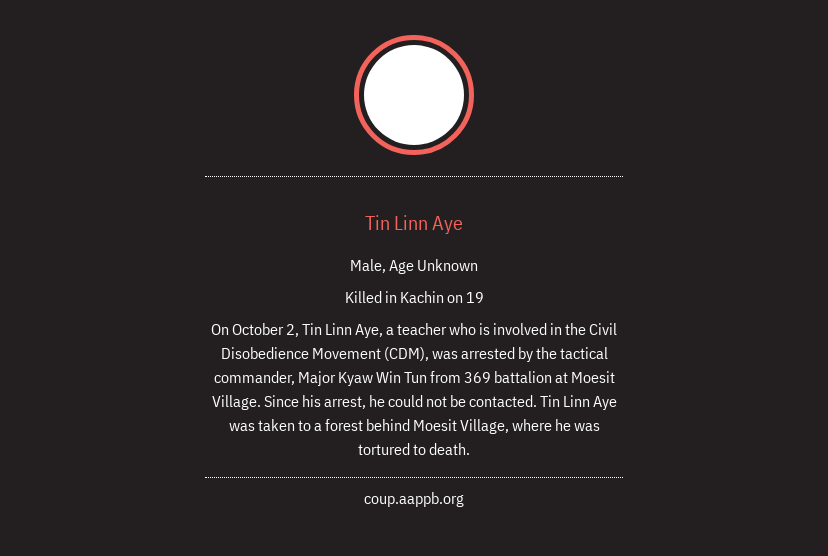 Tin Linn Aye
Male, Age Unknown
Killed in Kachin on 19
On October 2, Tin Linn Aye, a teacher who is involved in the Civil
Disobedience Movement (CDM), was arrested by the tactical
commander, Major Kyaw Win Tun from 369 battalion at Moesit
Village. Since his arrest, he could not be contacted. Tin Linn Aye
was taken to a forest behind Moesit Village, where he was
tortured to death.
coup.aappb.org